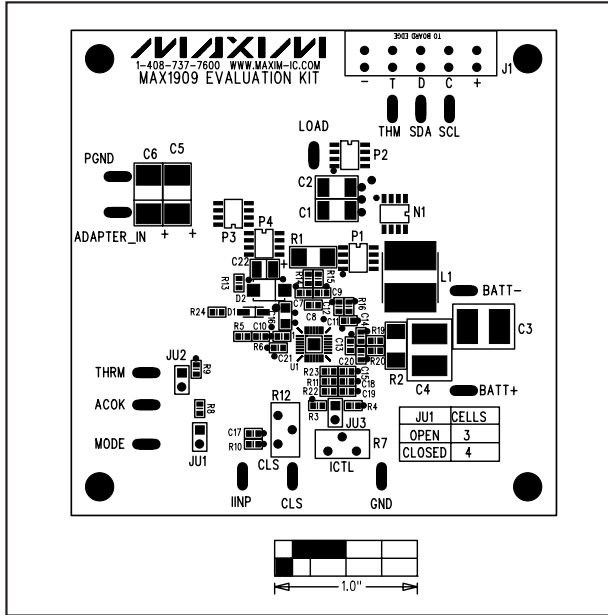 MAXIM
TO BOARD EDGE
1-408-737-7600 WWW.MAXIM-IC.COM
MAX1909 EVALUATION KIT
- T D C +
J1
THM SDA SCL
LOAD
P2
C6 C5
PGND
C2
C1
N1
ADAPTER_IN
+ +
P3
P4
R1
P1
C22
+
R13
R15
L1
D2
C9
C7
C8
R16
BATT-
R24
D1
C12
C11
C14
C3
R5
C10
R19
R6
C21
U1
C13
C20
R20
R2
C4
JU2
R9
THRM
R23
C15
R12
R11
C18
R22
C19
BATT+
ACOK
R8
R3
R4
JU1 CELLS
JU3
R7
OPEN 3
MODE
C17
CLOSED 4
JU1
R10
CLS
ICTL
IINP
CLS
GND
1.0"